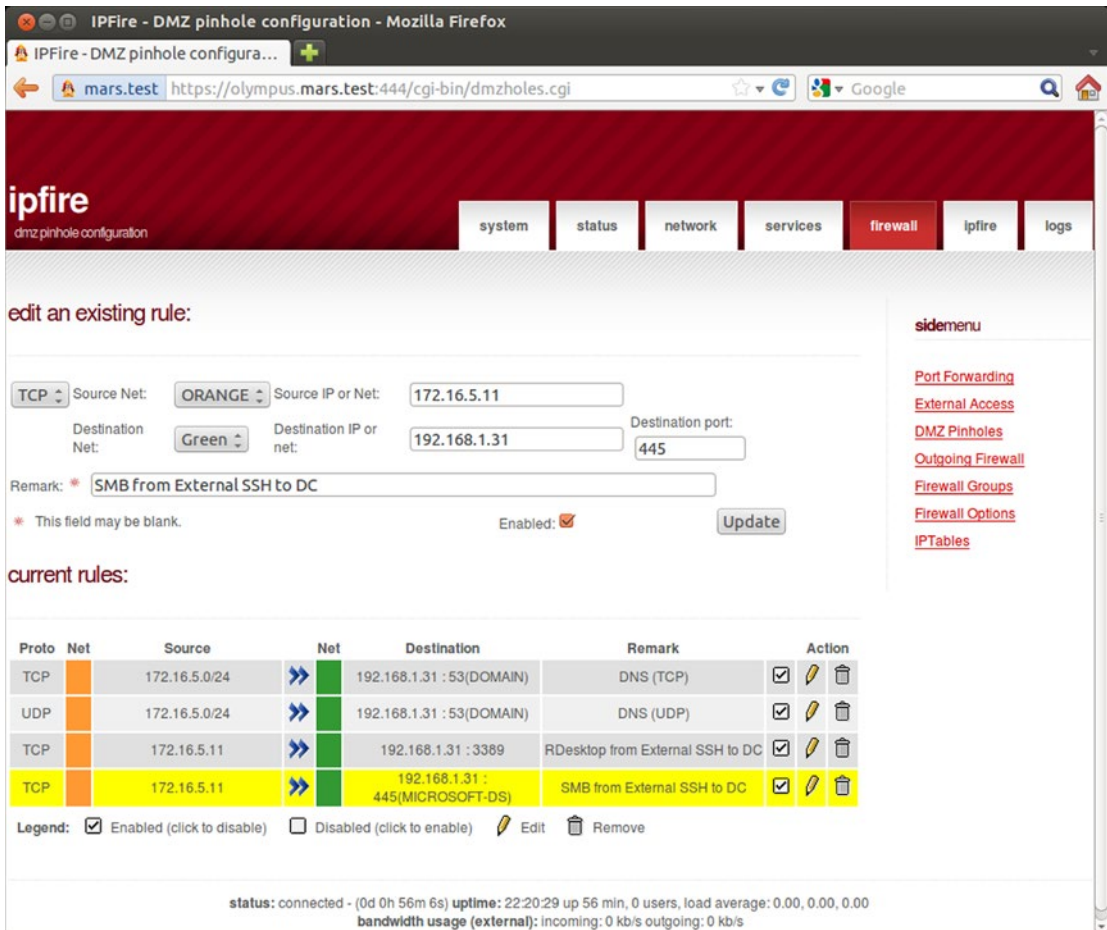 IPFire - DMZ pinhole configuration - Mozilla Firefox
IPFire - DMZ pinhole configura...
mars.test https://olympus.mars.test:444/cgi-bin/dmzholes.cgi Google
ipfire
dmz pinhole configuration
system status network services firewall ipfire logs
edit an existing rule:
sidemenu
Port Forwarding
External Access
DMZ Pinholes
Outgoing Firewall
Firewall Groups
Firewall Options
IPTables
TCP Source Net: ORANGE Source IP or Net: 172.16.5.11
Destination Net: Green Destination IP or net: 192.168.1.31 Destination port: 445
Remark: * SMB from External SSH to DC
* This field may be blank. Enabled: Update
current rules:
Proto Net Source Net Destination Remark Action
TCP 172.16.5.0/24 192.168.1.31 : 53(DOMAIN) DNS (TCP)
UDP 172.16.5.0/24 192.168.1.31 : 53(DOMAIN) DNS (UDP)
TCP 172.16.5.11 192.168.1.31 : 3389 RDesktop from External SSH to DC
TCP 172.16.5.11 192.168.1.31 : 445(MICROSOFT-DS) SMB from External SSH to DC
Legend: Enabled (click to disable) Disabled (click to enable) Edit Remove
status: connected - (0d 0h 56m 6s) uptime: 22:20:29 up 56 min, 0 users, load average: 0.00, 0.00, 0.00
bandwidth usage (external): incoming: 0 kb/s outgoing: 0 kb/s